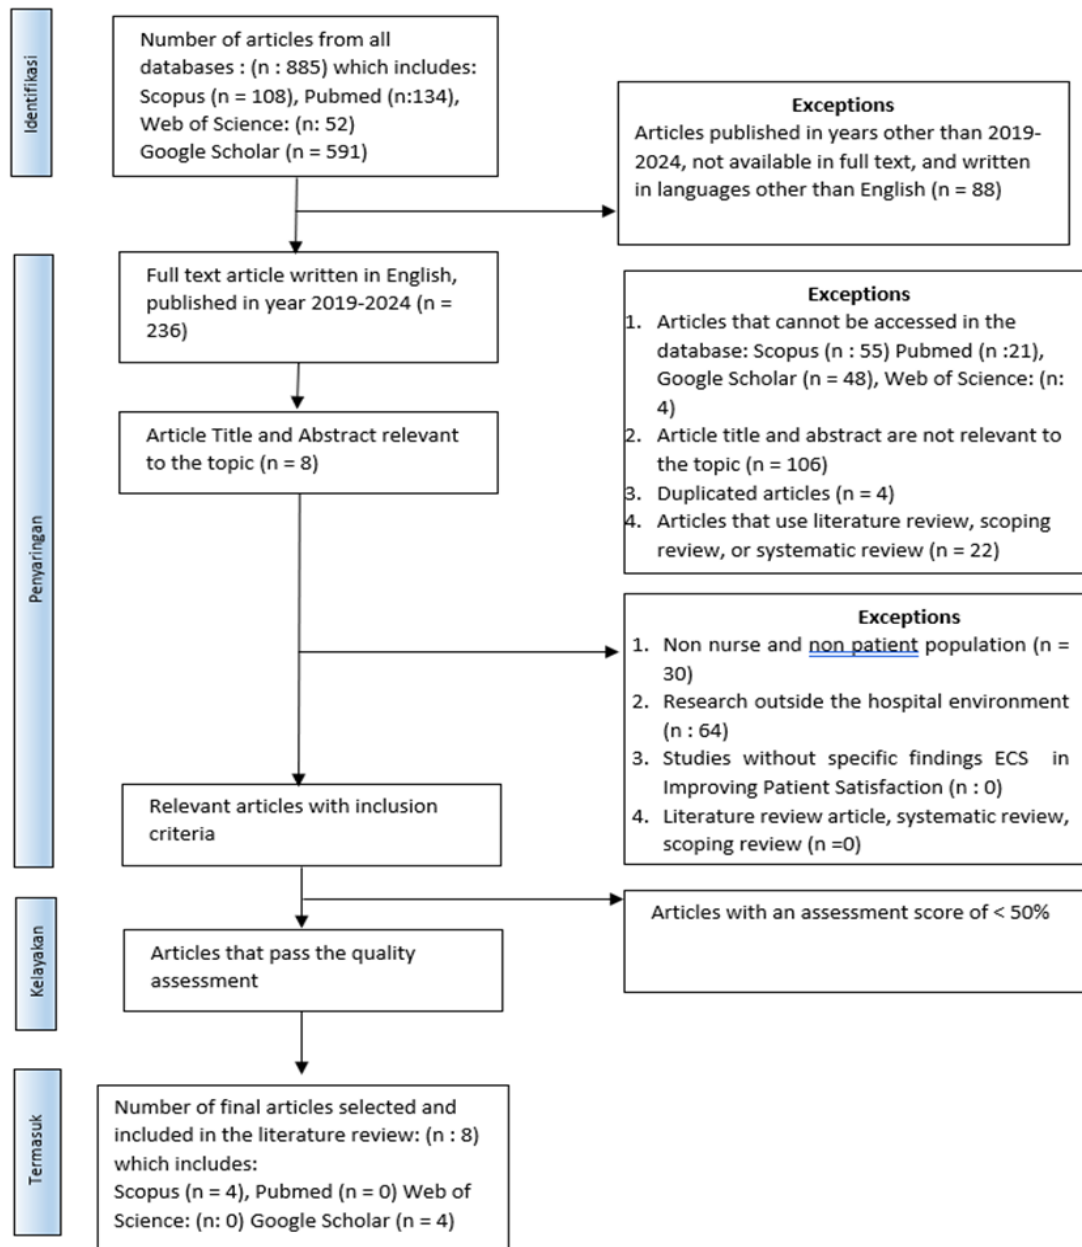 Identifikasi
Number of articles from all
databases : (n : 885) which includes:
Scopus (n = 108), Pubmed (n:134),
Web of Science: (n: 52)
Google Scholar (n = 591)
Exceptions
Articles published in years other than 2019-
2024, not available in full text, and written
in languages other than English (n = 88)
Penyaringan
Full text article written in English,
published in year 2019-2024 (n =
236)
Exceptions
1. Articles that cannot be accessed in the
database: Scopus (n : 55) Pubmed (n :21),
Google Scholar (n = 48), Web of Science: (n:
4)
2. Article title and abstract are not relevant to
the topic (n = 106)
3. Duplicated articles (n = 4)
4. Articles that use literature review, scoping
review, or systematic review (n = 22)
Article Title and Abstract relevant
to the topic (n = 8)
Exceptions
1. Non nurse and non patient population (n =
30)
2. Research outside the hospital environment
(n : 64)
3. Studies without specific findings ECS in
Improving Patient Satisfaction (n : 0)
4. Literature review article, systematic review,
scoping review (n =0)
Relevant articles with inclusion
criteria
Kelayakan
Articles with an assessment score of < 50%
Articles that pass the quality
assessment
Termasuk
Number of final articles selected and
included in the literature review: (n : 8)
which includes:
Scopus (n = 4), Pubmed (n = 0) Web of
Science: (n: 0) Google Scholar (n = 4)